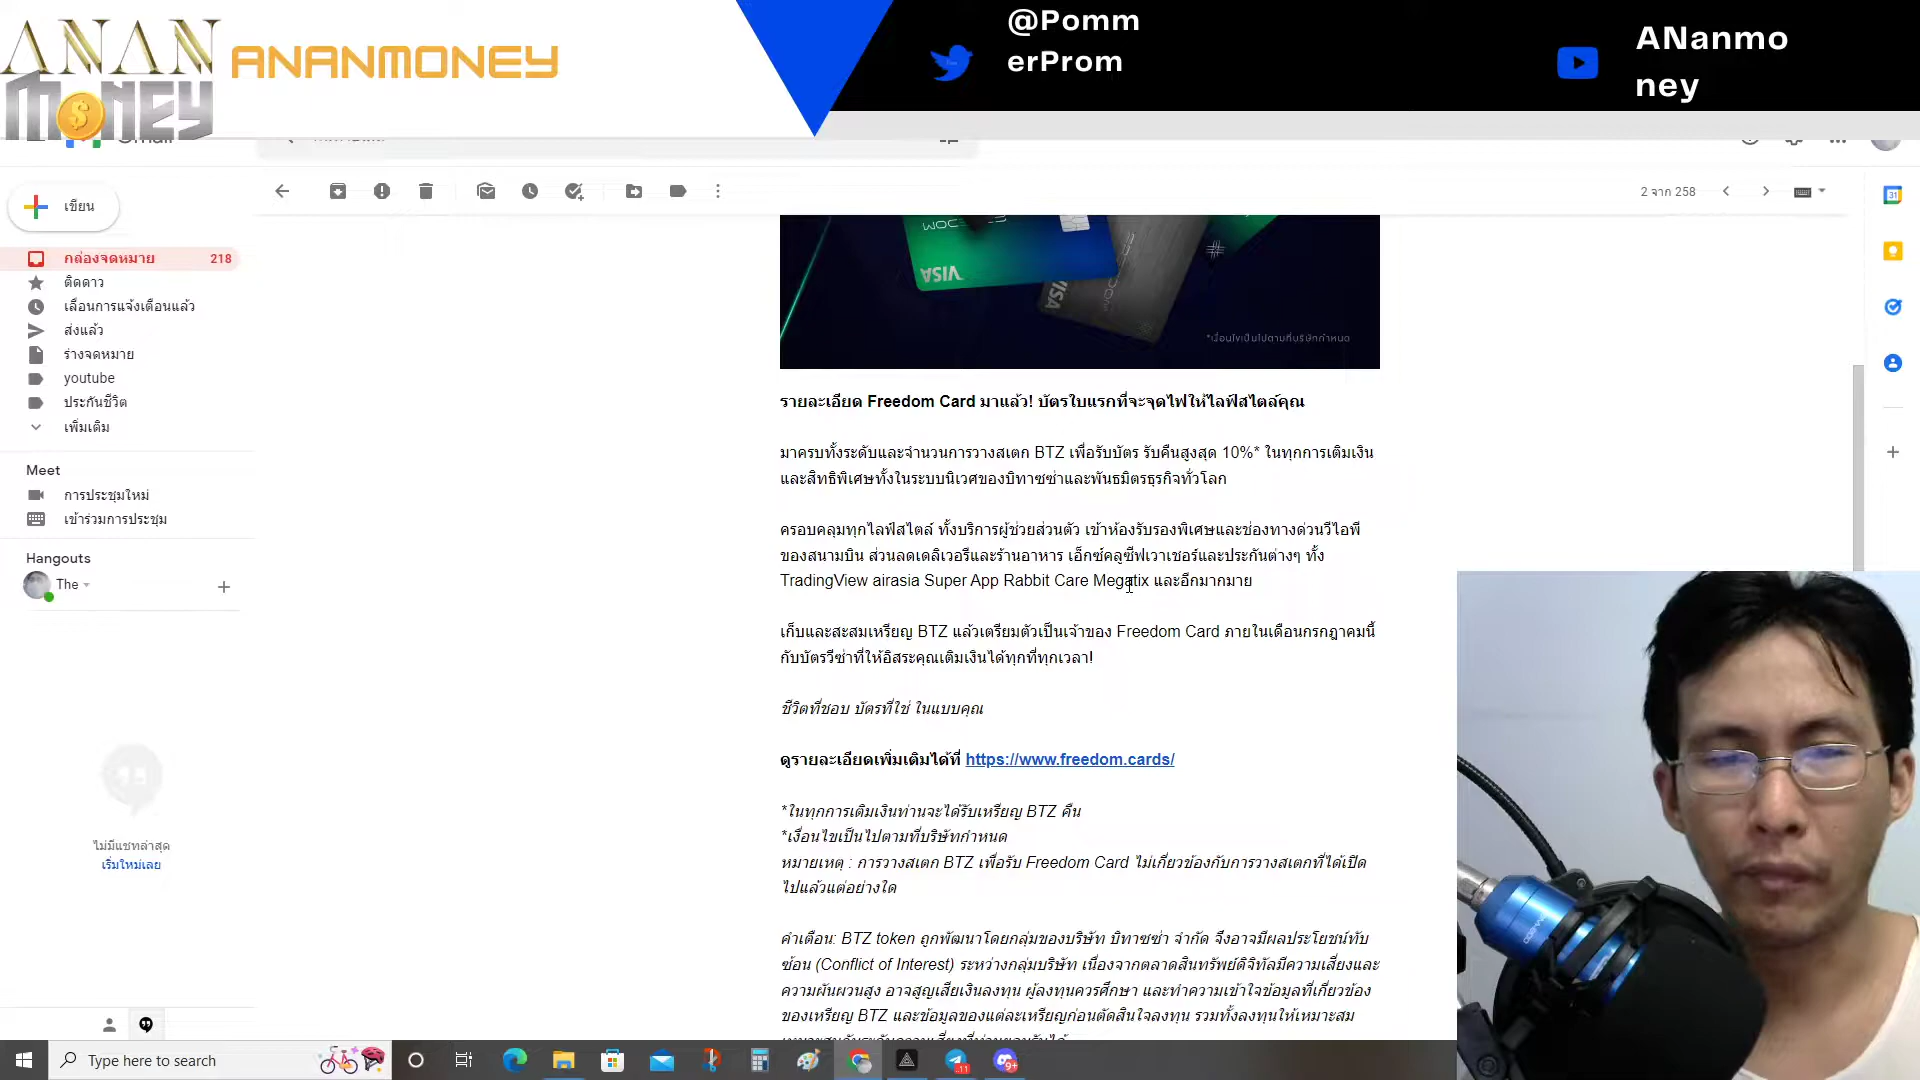 ANAN
MONEY
ANANMONEY
@Pomm
erProm
ANanmo
ney
2 จาก 258
เขียน
กล่องจดหมาย 218
ติดดาว
เลื่อนการแจ้งเตือนแล้ว
ส่งแล้ว
ร่างจดหมาย
youtube
ประกันชีวิต
เพิ่มเติม
Meet
การประชุมใหม่
เข้าร่วมการประชุม
Hangouts
The
ไม่มีแชทล่าสุด
เริ่มใหม่เลย
VISA
VISA
*เงื่อนไขเป็นไปตามที่บริษัทกำหนด
รายละเอียด Freedom Card มาแล้ว! บัตรใบแรกที่จะจุดไฟให้ไลฟ์สไตล์คุณ
มาครบทั้งระดับและจำนวนการวางสเตก BTZ เพื่อรับบัตร รับคืนสูงสุด 10%* ในทุกการเติมเงิน
และสิทธิพิเศษทั้งในระบบนิเวศของบิทาซซ่าและพันธมิตรธุรกิจทั่วโลก
ครอบคลุมทุกไลฟ์สไตล์ ทั้งบริการผู้ช่วยส่วนตัว เข้าห้องรับรองพิเศษและช่องทางด่วนวีไอพี
ของสนามบิน ส่วนลดเดลิเวอรีและร้านอาหาร เอ็กซ์คลูซีฟเวาเชอร์และประกันต่างๆ ทั้ง
TradingView airasia Super App Rabbit Care Megatix และอีกมากมาย
เก็บและสะสมเหรียญ BTZ แล้วเตรียมตัวเป็นเจ้าของ Freedom Card ภายในเดือนกรกฎาคมนี้
กับบัตรวีซ่าที่ให้อิสระคุณเติมเงินได้ทุกที่ทุกเวลา!
ชีวิตที่ชอบ บัตรที่ใช่ ในแบบคุณ
ดูรายละเอียดเพิ่มเติมได้ที่ https://www.freedom.cards/
*ในทุกการเติมเงินท่านจะได้รับเหรียญ BTZ คืน
*เงื่อนไขเป็นไปตามที่บริษัทกำหนด
หมายเหตุ : การวางสเตก BTZ เพื่อรับ Freedom Card ไม่เกี่ยวข้องกับการวางสเตกที่ได้เปิด
ไปแล้วแต่อย่างใด
คำเตือน: BTZ token ถูกพัฒนาโดยกลุ่มของบริษัท บิทาซซ่า จำกัด จึงอาจมีผลประโยชน์ทับ
ซ้อน (Conflict of Interest) ระหว่างกลุ่มบริษัท เนื่องจากตลาดสินทรัพย์ดิจิทัลมีความเสี่ยงและ
ความผันผวนสูง อาจสูญเสียเงินลงทุน ผู้ลงทุนควรศึกษา และทำความเข้าใจข้อมูลที่เกี่ยวข้อง
ของเหรียญ BTZ และข้อมูลของแต่ละเหรียญก่อนตัดสินใจลงทุน รวมทั้งลงทุนให้เหมาะสม
Type here to search